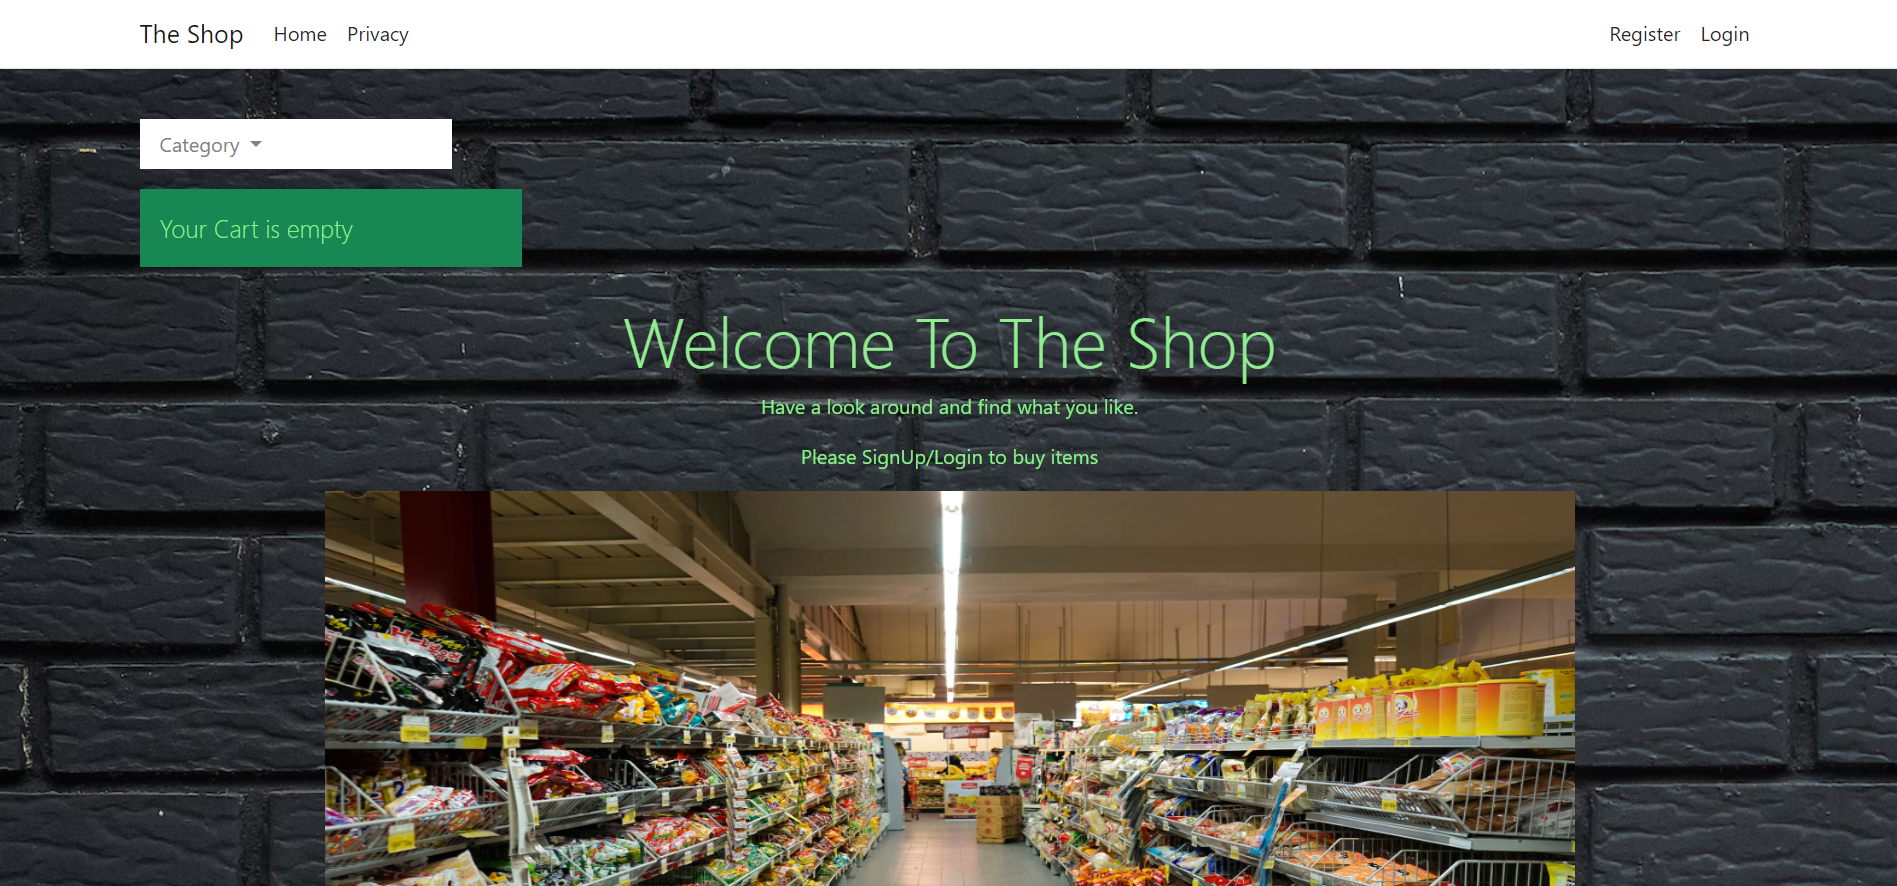 The Shop Home Privacy Register Login
Category
Your Cart is empty
Welcome To The Shop
Have a look around and find what you like.
Please SignUp/Login to buy items